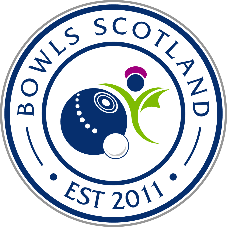 BOWLS SCOTLAND
• EST 2011 •